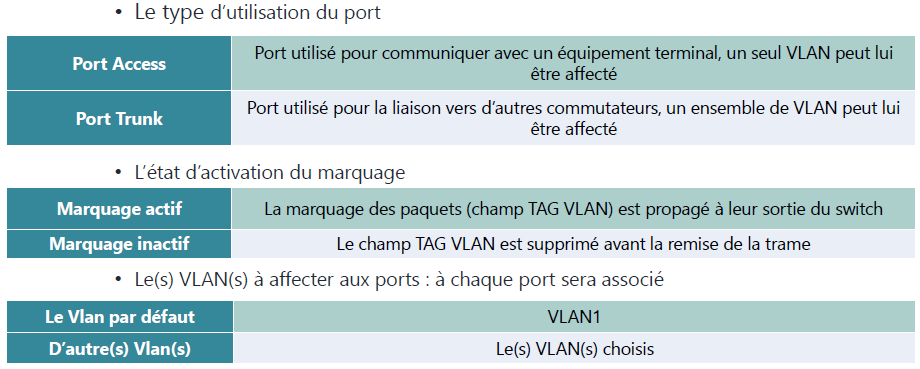 • Le type d’utilisation du port
Port Access
Port utilisé pour communiquer avec un équipement terminal, un seul VLAN peut lui
être affecté
Port Trunk
Port utilisé pour la liaison vers d’autres commutateurs, un ensemble de VLAN peut lui
être affecté
• L’état d’activation du marquage
Marquage actif
La marquage des paquets (champ TAG VLAN) est propagé à leur sortie du switch
Marquage inactif
Le champ TAG VLAN est supprimé avant la remise de la trame
• Le(s) VLAN(s) à affecter aux ports : à chaque port sera associé
Le Vlan par défaut
VLAN1
D’autre(s) Vlan(s)
Le(s) VLAN(s) choisis